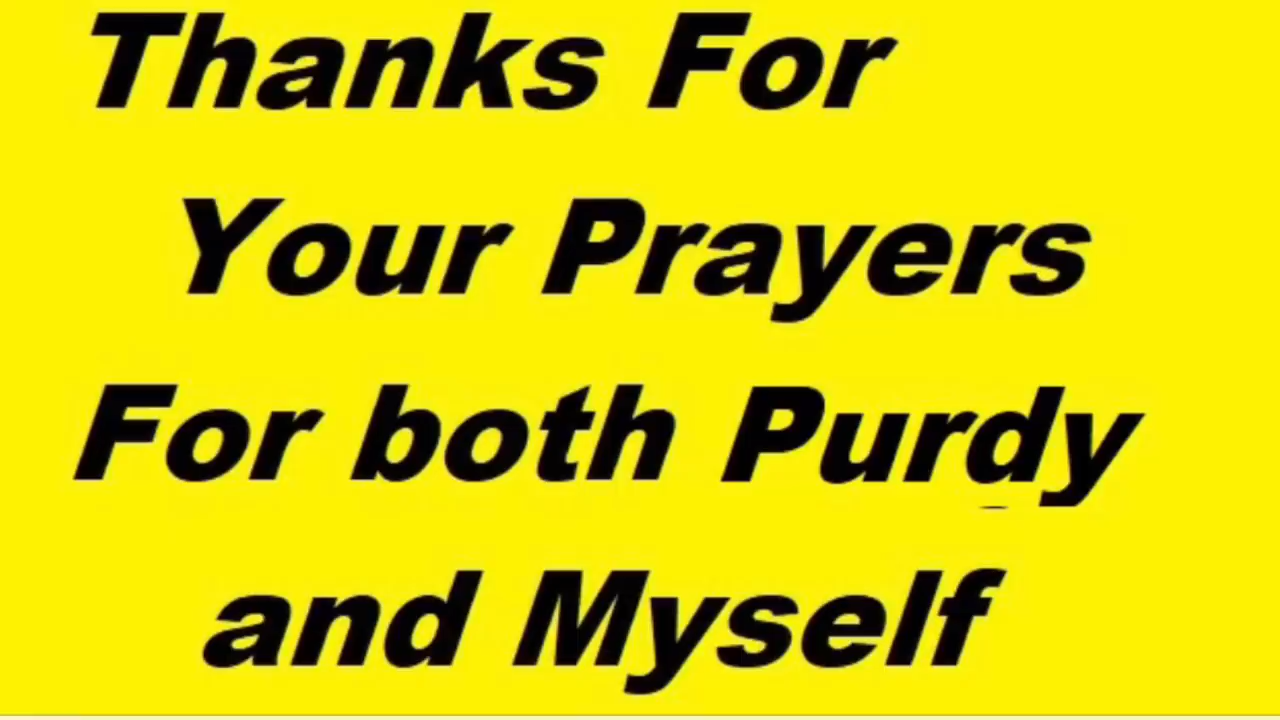 Thanks For
Your Prayers
For both Purdy
and Myself